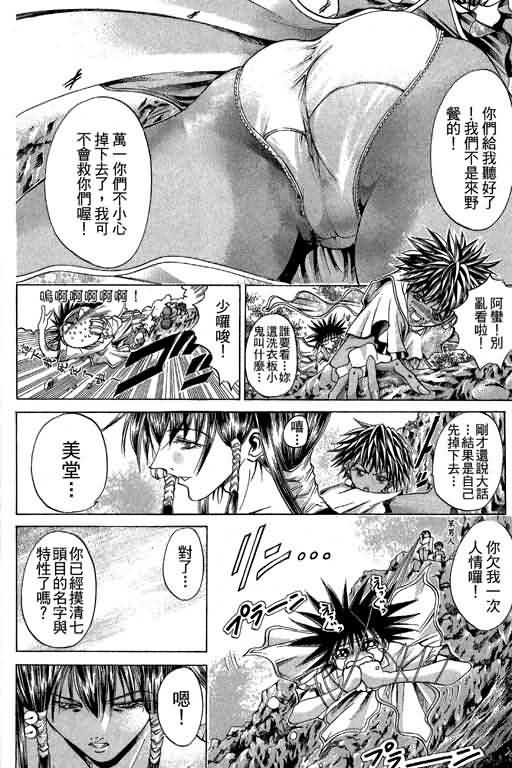 你們給我聽好了
！我們不是來野
餐的！
萬一你們不小心
掉下去了，我可
不會救你們喔！
阿蠻！別
亂看啦！
誰要看…妳
這洗衣板小
鬼叫什麼…
少囉唆！
嗚啊啊啊啊啊！
剛才還說大話
…結果是自己
先掉下去…
嘻…
美堂…
你欠我一次
人情囉！
對了…
你已經摸清七
頭目的名字與
特性了嗎？
嗯！